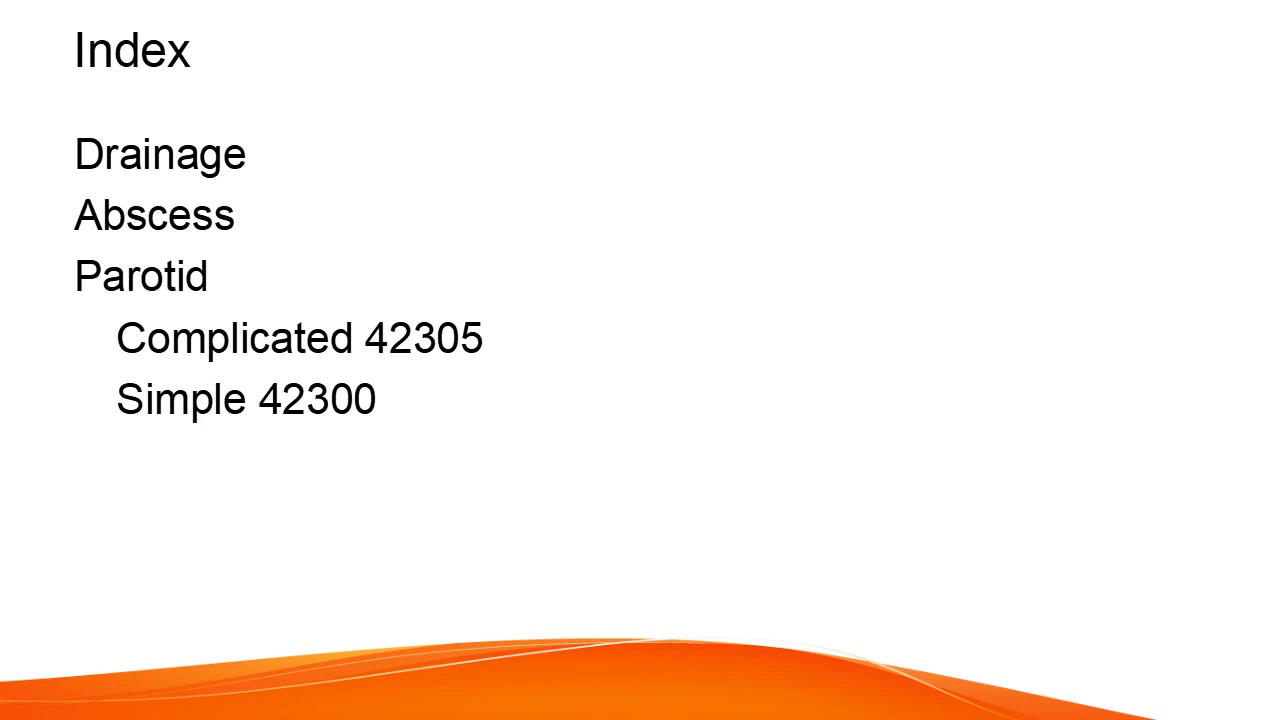 Index
Drainage
Abscess
Parotid
Complicated 42305
Simple 42300